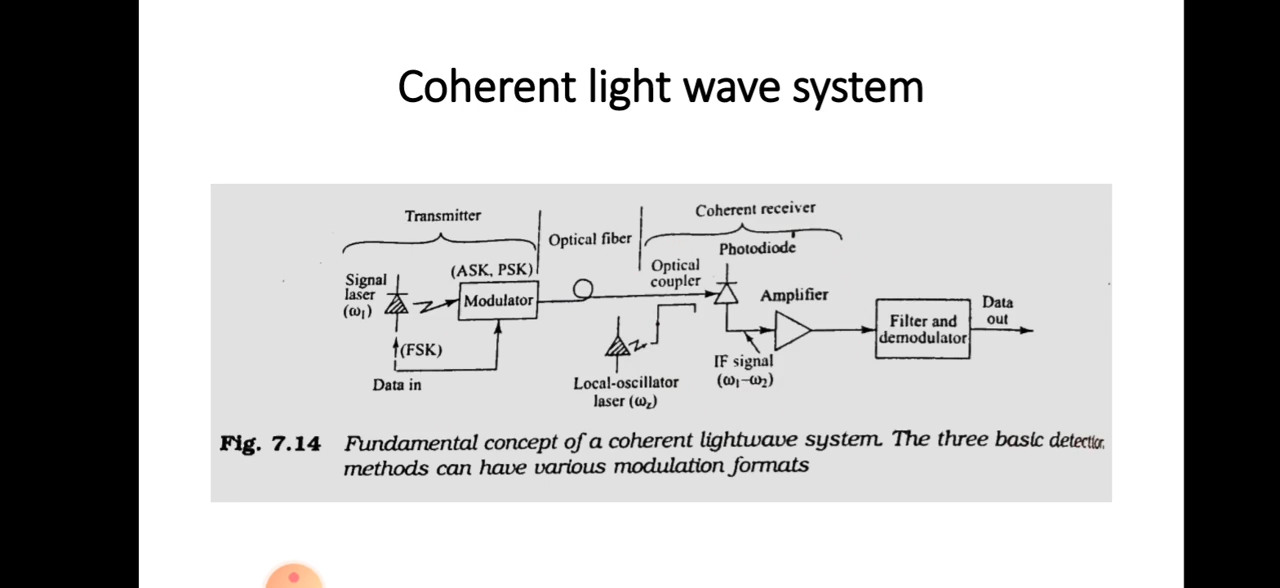 Coherent light wave system
Transmitter
Coherent receiver
Optical fiber
Photodiode
Signal
laser
(ω₁)
(ASK, PSK)
Modulator
Optical
coupler
Amplifier
Filter and
demodulator
Data
out
(FSK)
Data in
Local-oscillator
laser (ω₂)
IF signal
(ω₁-ω₂)
Fig. 7.14 Fundamental concept of a coherent lightwave system. The three basic detection
methods can have various modulation formats